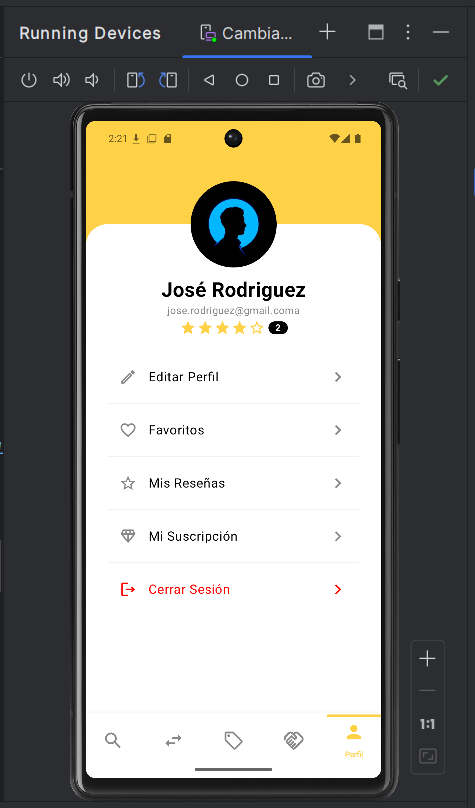 Running Devices
Cambia...
2:21
José Rodriguez
jose.rodriguez@gmail.coma
2
Editar Perfil
Favoritos
Mis Reseñas
Mi Suscripción
Cerrar Sesión
1:1
Perfil